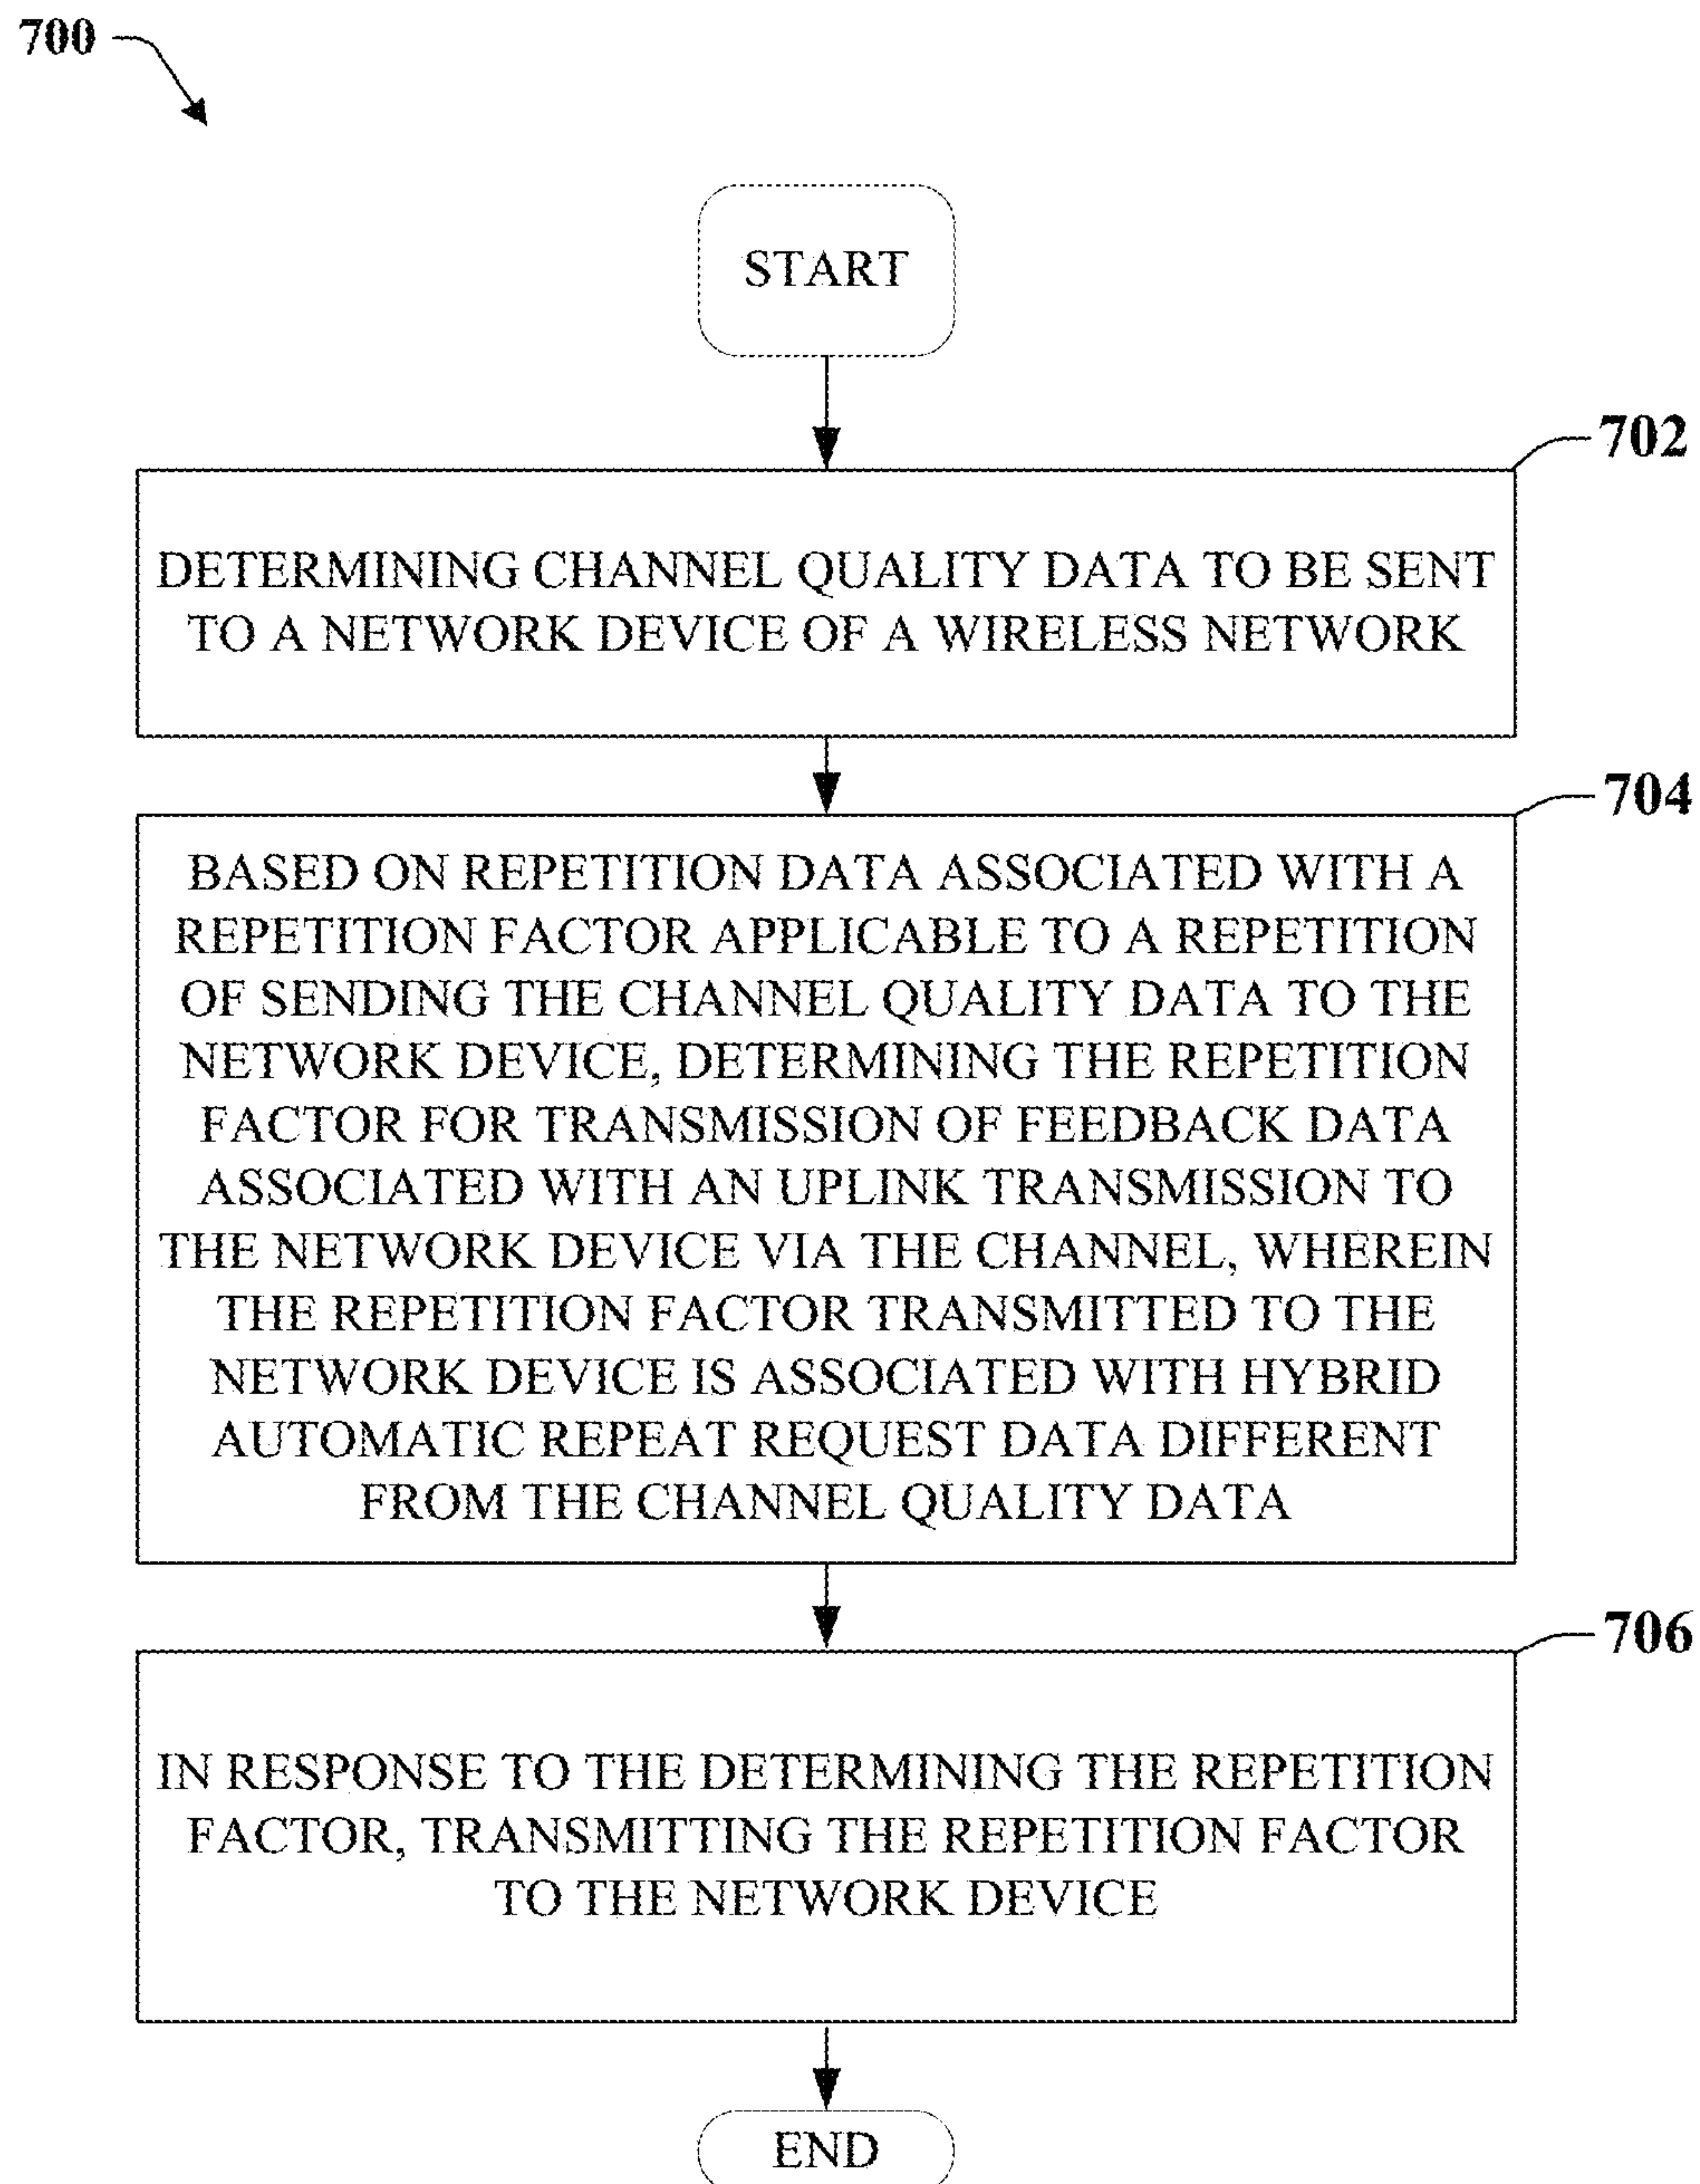 700
START
702
DETERMINING CHANNEL QUALITY DATA TO BE SENT
TO A NETWORK DEVICE OF A WIRELESS NETWORK
704
BASED ON REPETITION DATA ASSOCIATED WITH A
REPETITION FACTOR APPLICABLE TO A REPETITION
OF SENDING THE CHANNEL QUALITY DATA TO THE
NETWORK DEVICE, DETERMINING THE REPETITION
FACTOR FOR TRANSMISSION OF FEEDBACK DATA
ASSOCIATED WITH AN UPLINK TRANSMISSION TO
THE NETWORK DEVICE VIA THE CHANNEL, WHEREIN
THE REPETITION FACTOR TRANSMITTED TO THE
NETWORK DEVICE IS ASSOCIATED WITH HYBRID
AUTOMATIC REPEAT REQUEST DATA DIFFERENT
FROM THE CHANNEL QUALITY DATA
706
IN RESPONSE TO THE DETERMINING THE REPETITION
FACTOR, TRANSMITTING THE REPETITION FACTOR
TO THE NETWORK DEVICE
END